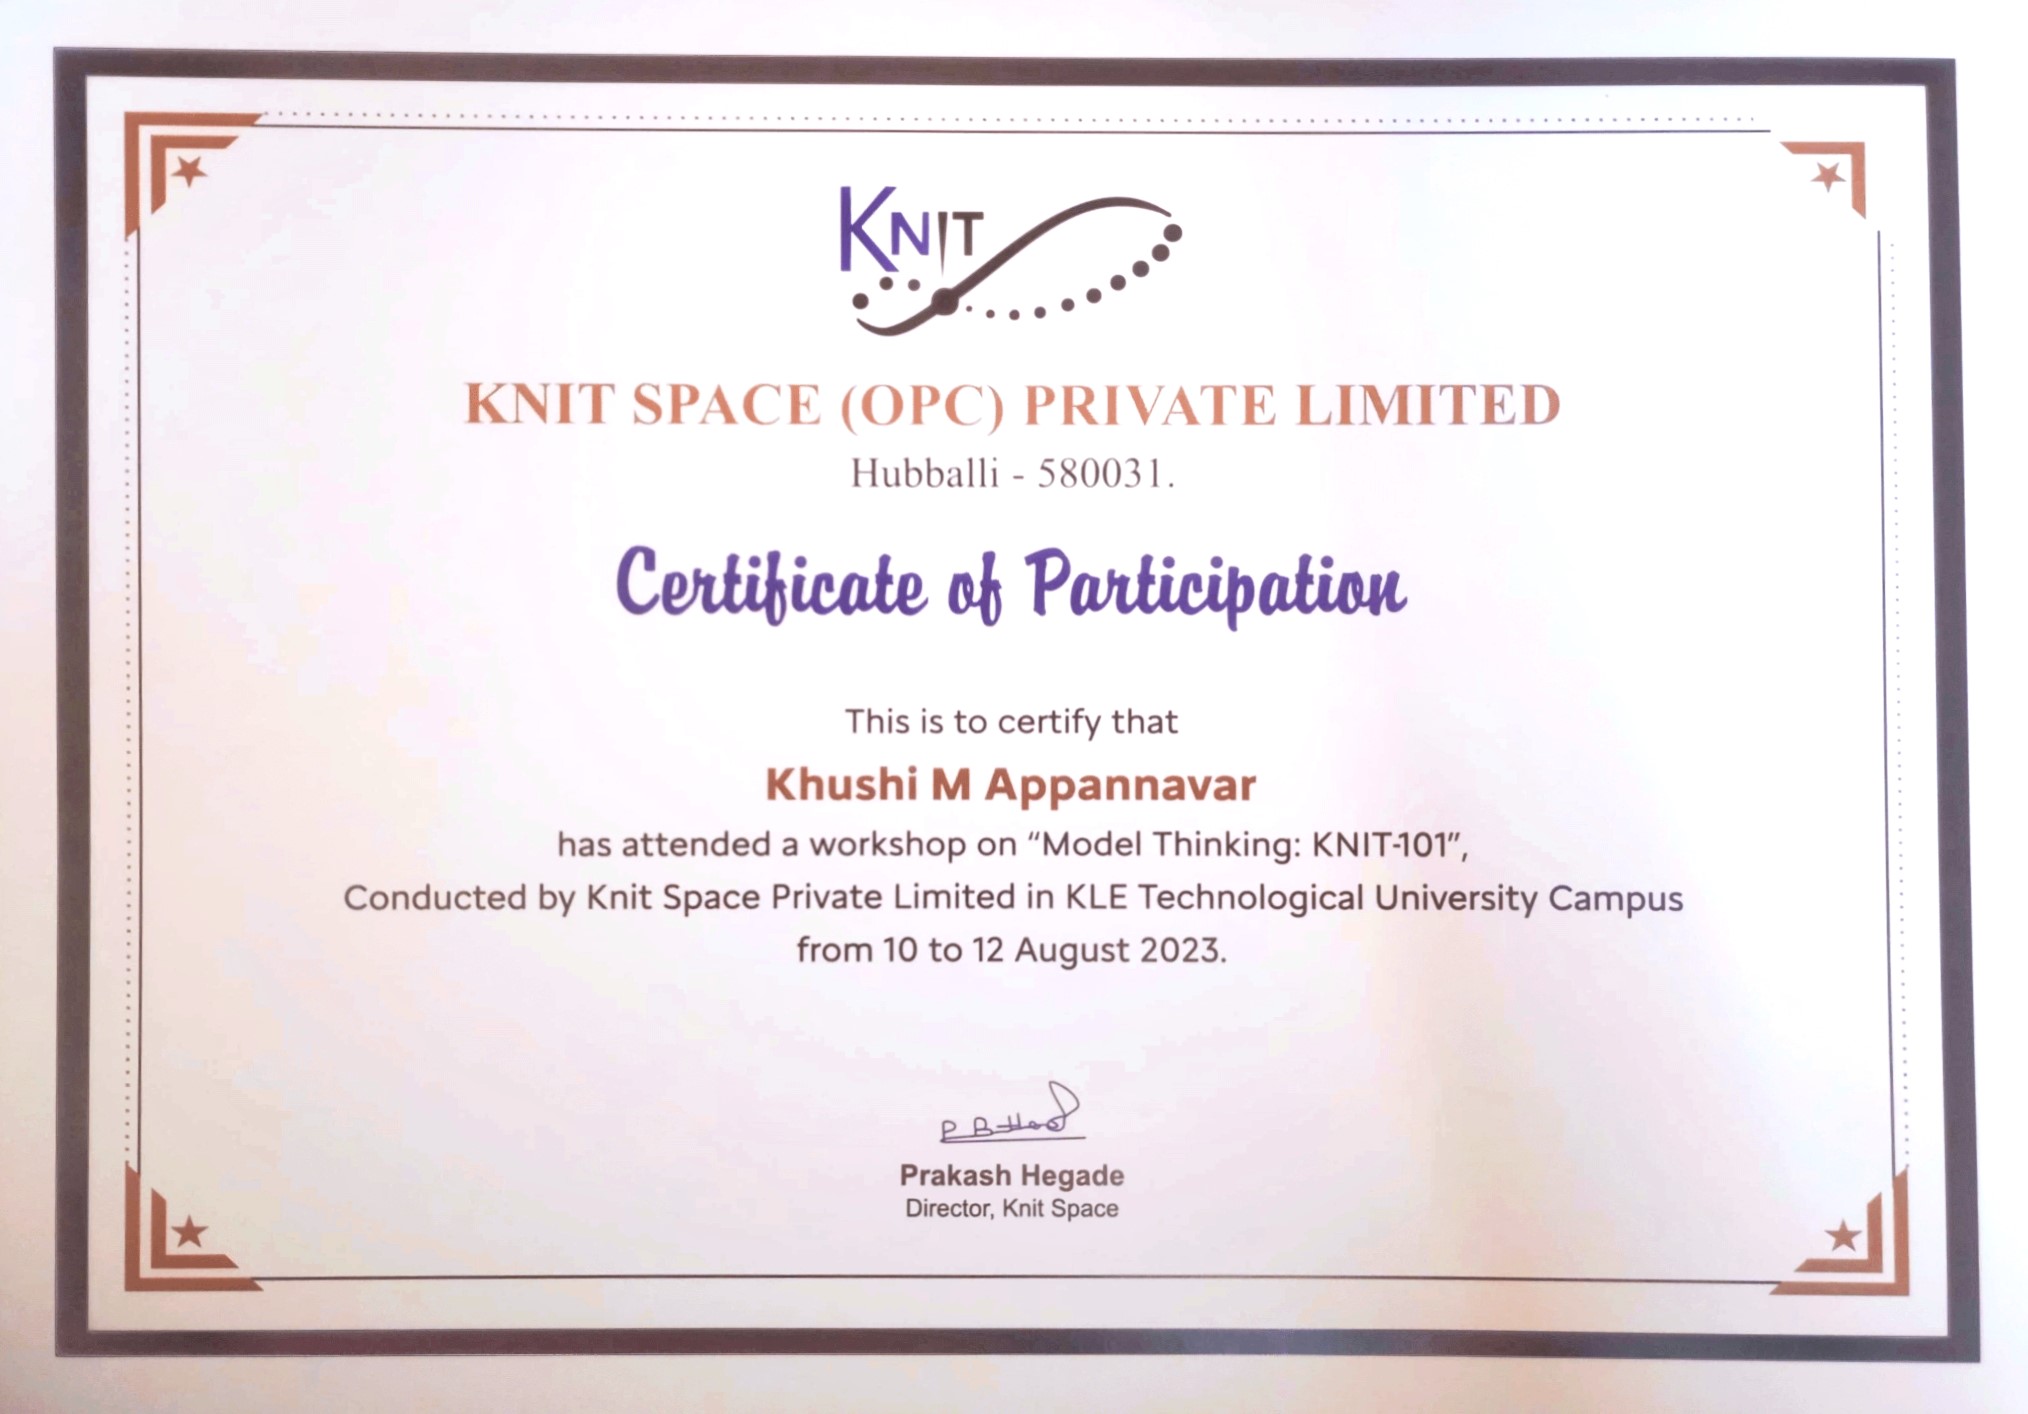 KNIT
KNIT SPACE (OPC) PRIVATE LIMITED
Hubballi - 580031.
Certificate of Participation
This is to certify that
Khushi M Appannavar
has attended a workshop on “Model Thinking: KNIT-101”,
Conducted by Knit Space Private Limited in KLE Technological University Campus
from 10 to 12 August 2023.
Prakash Hegade
Director, Knit Space